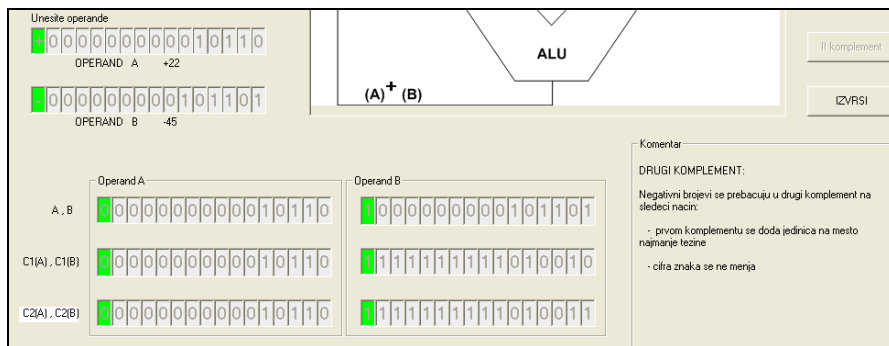 Unesite operande
+000000000010110
OPERAND A +22
-000000000101101
OPERAND B -45
ALU
(A)+ (B)
II komplement
IZVRSI
Operand A
Operand B
A , B
0000000000010110
1000000000101101
C1(A) , C1(B)
0000000000010110
1111111111010010
C2(A) , C2(B)
0000000000010110
1111111111010011
Komentar
DRUGI KOMPLEMENT:
Negativni brojevi se prebacuju u drugi komplement na
sledeci nacin:
- prvom komplementu se doda jedinica na mesto
najmanje tezine
- cifra znaka se ne menja